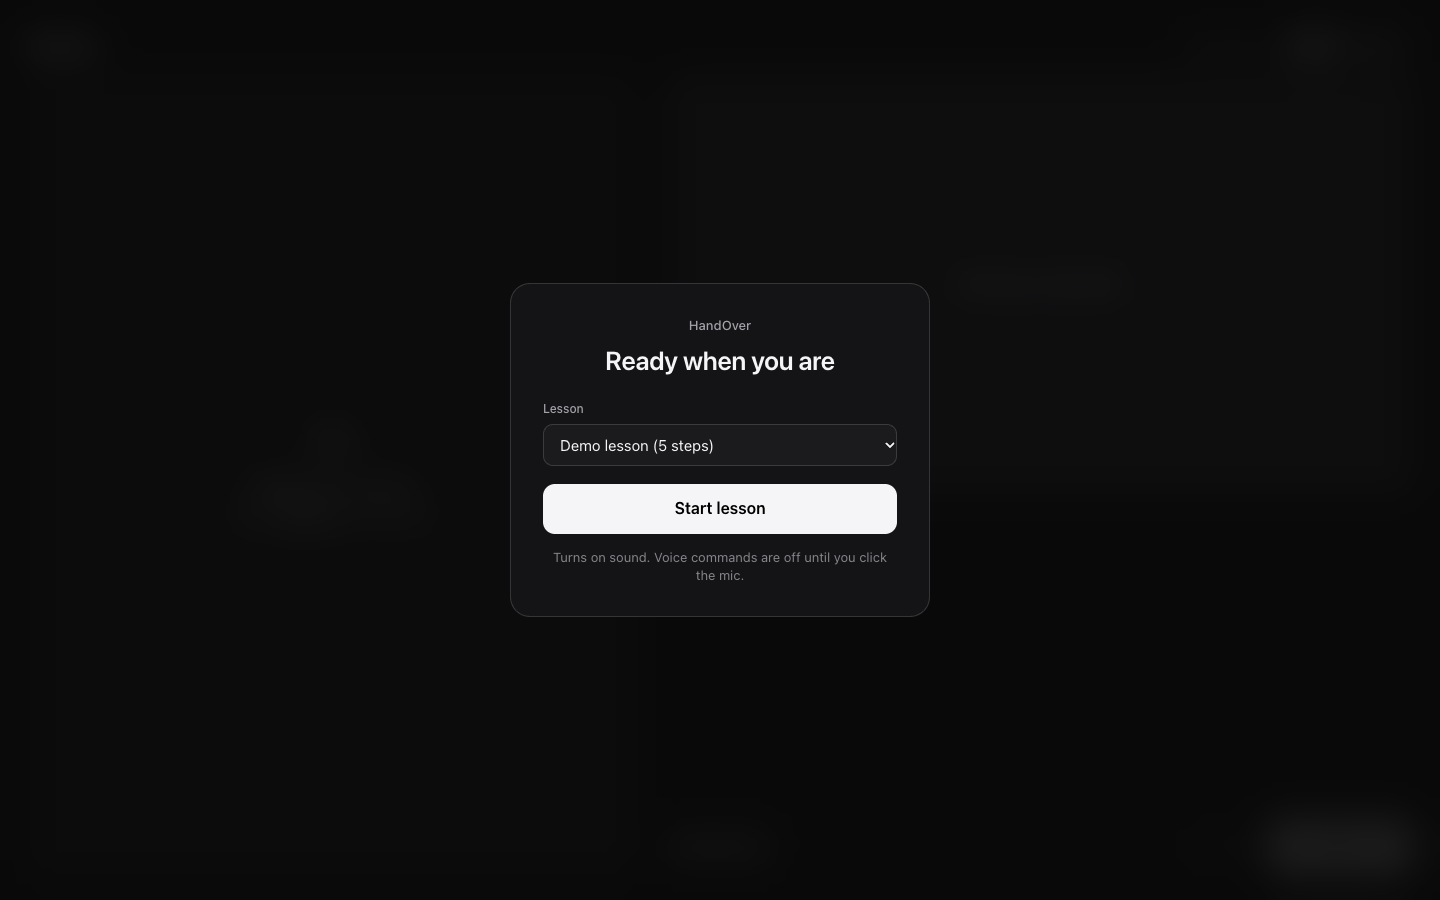 HandOver
Ready when you are
Lesson
Demo lesson (5 steps)
Start lesson
Turns on sound. Voice commands are off until you click
the mic.